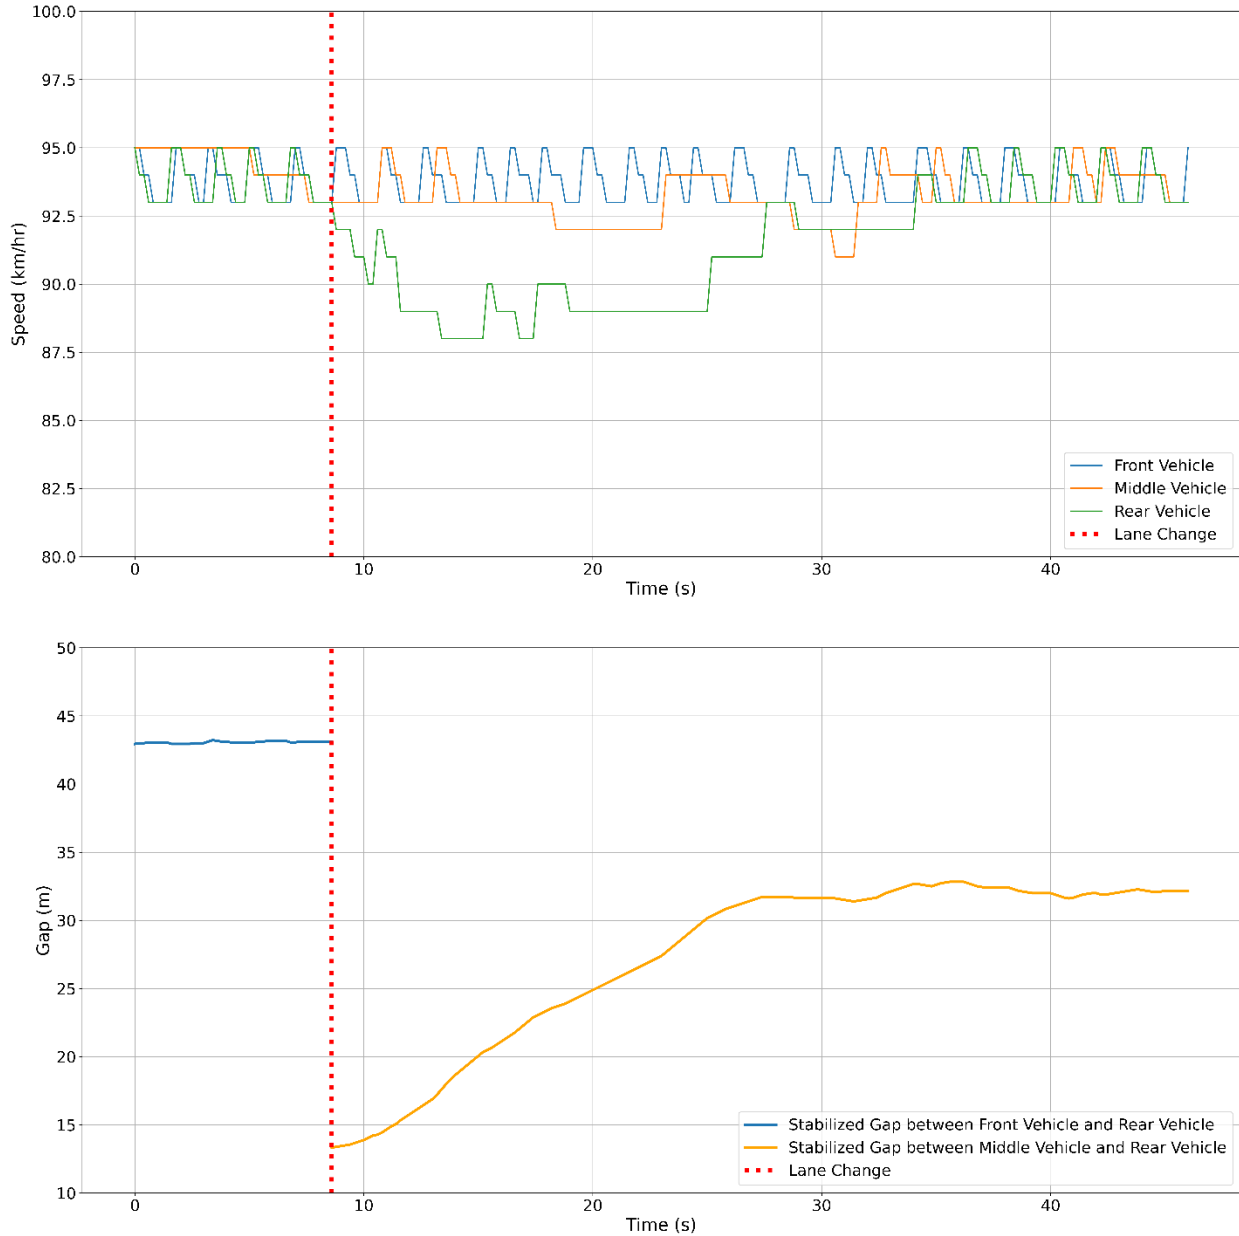 100.0
97.5
95.0
92.5
90.0
87.5
85.0
82.5
80.0
Speed (km/hr)
Front Vehicle
Middle Vehicle
Rear Vehicle
Lane Change
0 10 20 30 40
Time (s)
50
45
40
35
30
25
20
15
10
Gap (m)
Stabilized Gap between Front Vehicle and Rear Vehicle
Stabilized Gap between Middle Vehicle and Rear Vehicle
Lane Change
0 10 20 30 40
Time (s)